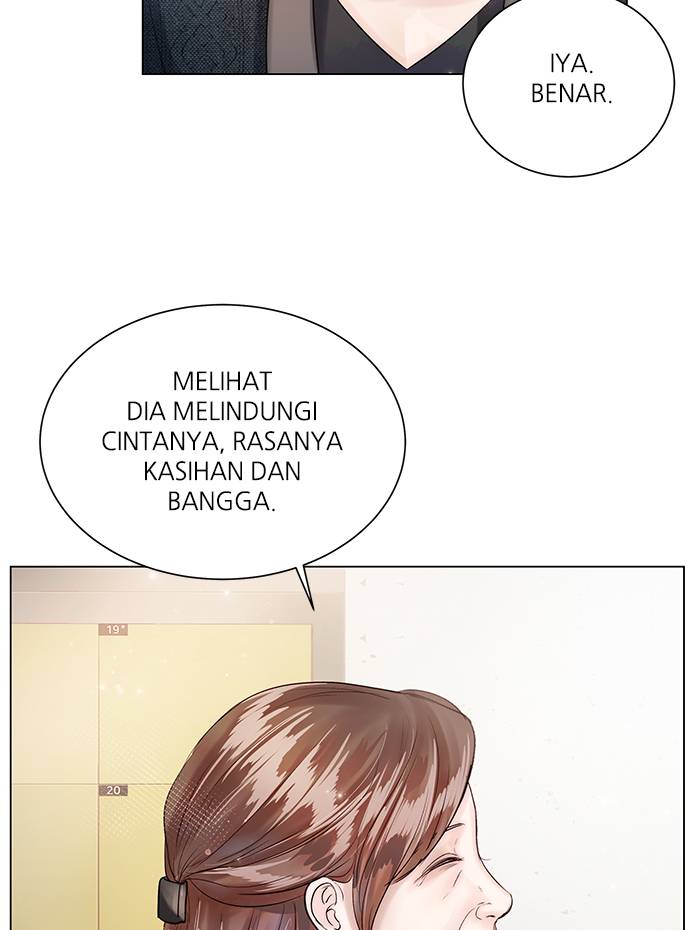 IYA.
BENAR.
MELIHAT
DIA MELINDUNGI
CINTANYA, RASANYA
KASIHAN DAN
BANGGA.
19
20